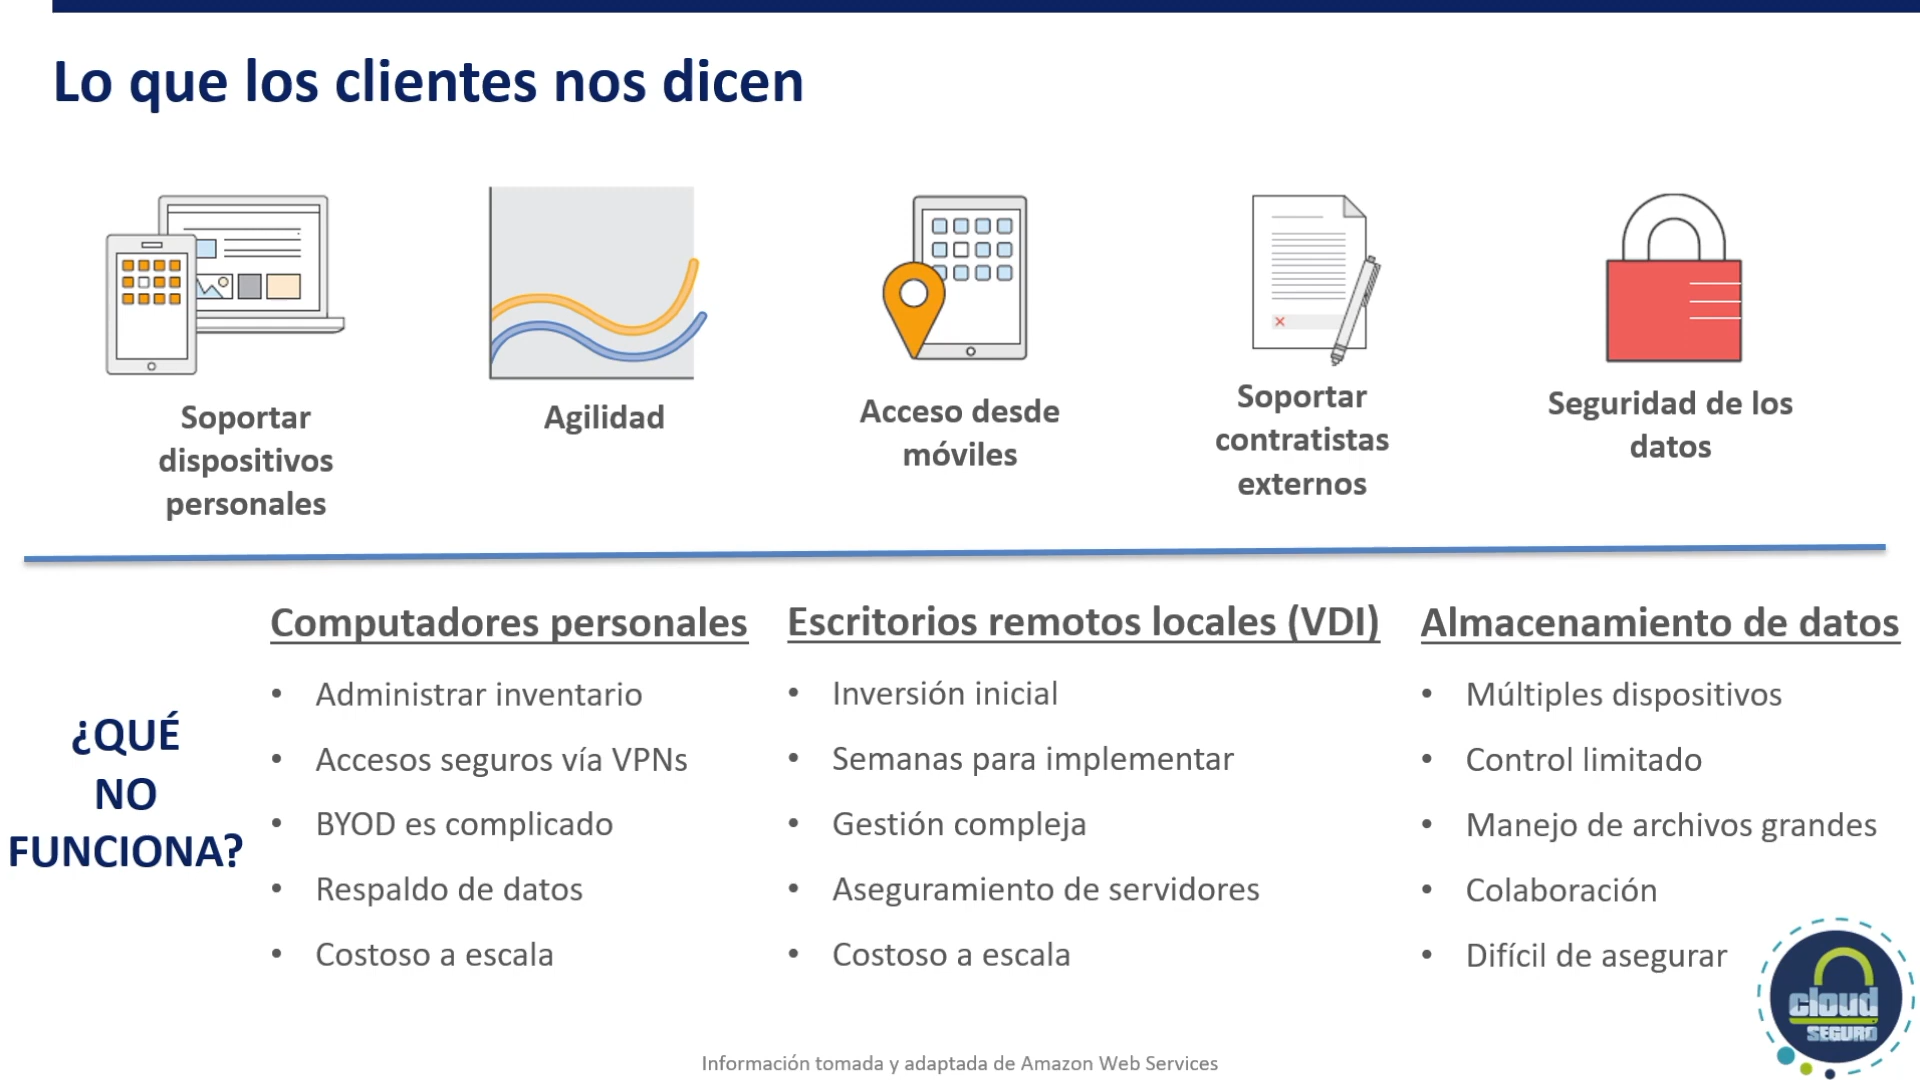 Lo que los clientes nos dicen
Soportar
dispositivos
personales
Agilidad
Acceso desde
móviles
Soportar
contratistas
externos
Seguridad de los
datos
¿QUÉ
NO
FUNCIONA?
Computadores personales
• Administrar inventario
• Accesos seguros vía VPNs
• BYOD es complicado
• Respaldo de datos
• Costoso a escala
Escritorios remotos locales (VDI)
• Inversión inicial
• Semanas para implementar
• Gestión compleja
• Aseguramiento de servidores
• Costoso a escala
Almacenamiento de datos
• Múltiples dispositivos
• Control limitado
• Manejo de archivos grandes
• Colaboración
• Difícil de asegurar
cloud
SEGURO
Información tomada y adaptada de Amazon Web Services